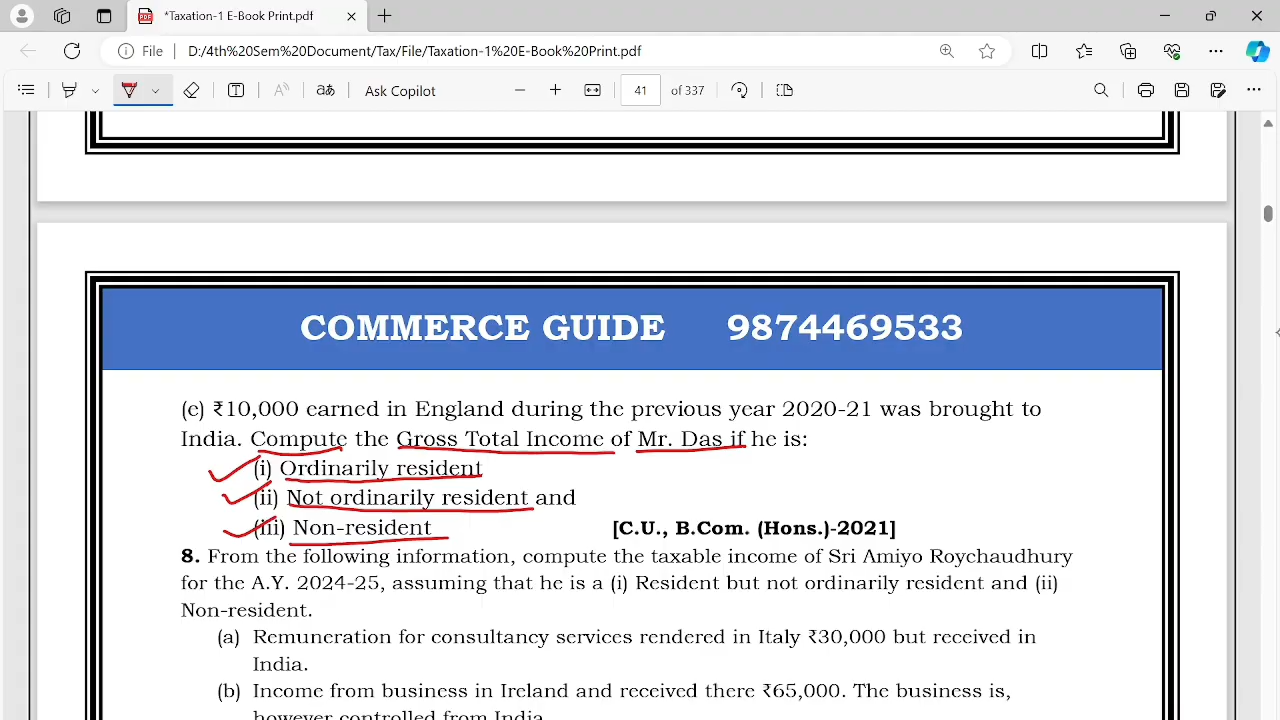 *Taxation-1 E-Book Print.pdf
File D:/4th%20Sem%20Document/Tax/File/Taxation-1%20E-Book%20Print.pdf
Ask Copilot 41 of 337
COMMERCE GUIDE 9874469533
(e) ₹10,000 earned in England during the previous year 2020-21 was brought to
India. Compute the Gross Total Income of Mr. Das if he is:
(i) Ordinarily resident
(ii) Not ordinarily resident and
(iii) Non-resident [C.U., B.Com. (Hons.)-2021]
8. From the following information, compute the taxable income of Sri Amiyo Roychaudhury
for the A.Y. 2024-25, assuming that he is a (i) Resident but not ordinarily resident and (ii)
Non-resident.
(a) Remuneration for consultancy services rendered in Italy ₹30,000 but received in
India.
(b) Income from business in Ireland and received there ₹65,000. The business is,
however controlled from India